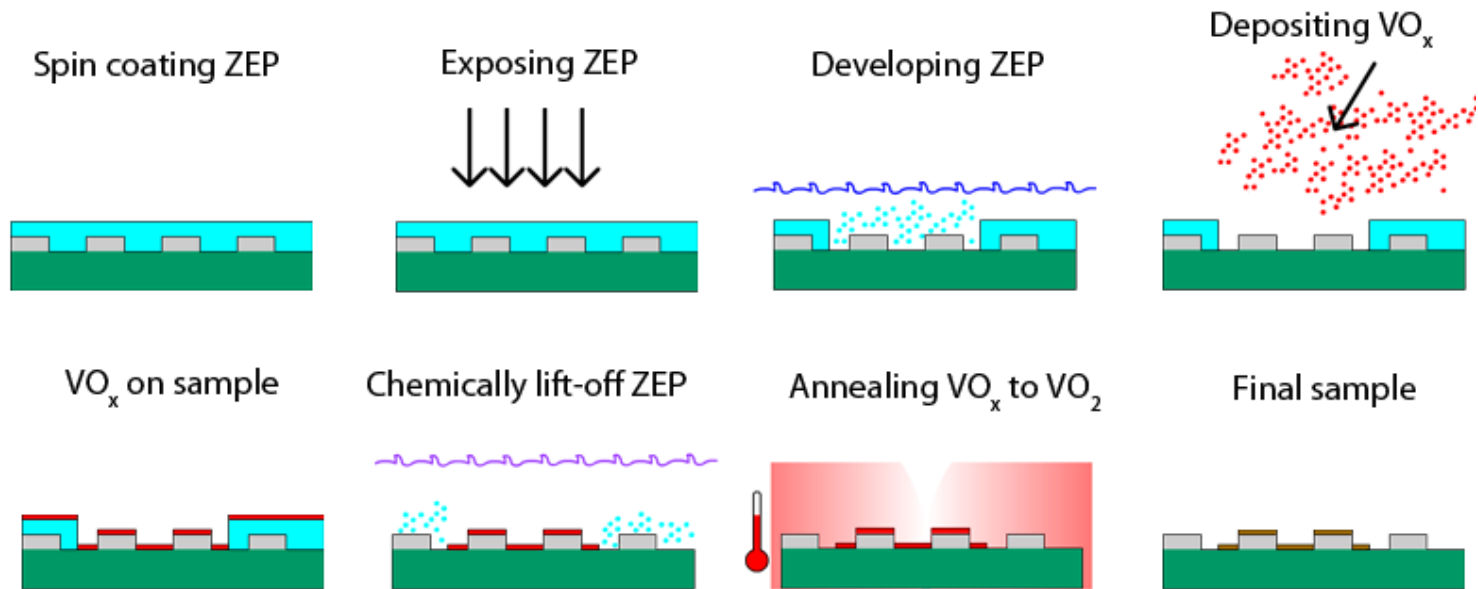 Spin coating ZEP
Exposing ZEP
Developing ZEP
Depositing VOₓ
VOₓ on sample
Chemically lift-off ZEP
Annealing VOₓ to VO₂
Final sample